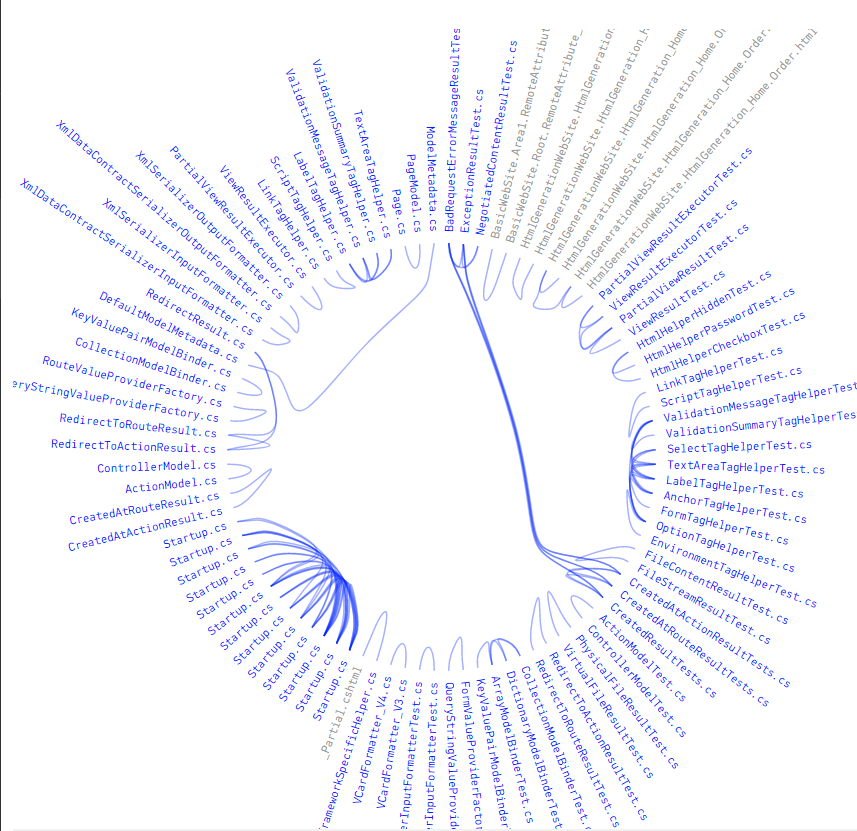 ModelMetadata.cs
BadRequestErrorMessageResultTes
ExceptionResultTest.cs
NegotiatedContentResultTest.cs
BasicWebSite.Area1.RemoteAttribut
BasicWebSite.Root.RemoteAttribute_
HtmlGenerationWebSite.HtmlGeneration
HtmlGenerationWebSite.HtmlGeneration_H
HtmlGenerationWebSite.HtmlGeneration_Home
HtmlGenerationWebSite.HtmlGeneration_Home.Or
HtmlGenerationWebSite.HtmlGeneration_Home.Order.
HtmlGenerationWebSite.HtmlGeneration_Home.Order.html
PartialViewResultExecutorTest.cs
ViewResultExecutorTest.cs
PartialViewResultTest.cs
ViewResultTest.cs
HtmlHelperHiddenTest.cs
HtmlHelperPasswordTest.cs
HtmlHelperCheckboxTest.cs
LinkTagHelperTest.cs
ScriptTagHelperTest.cs
ValidationMessageTagHelperTest
ValidationSummaryTagHelperTes
SelectTagHelperTest.cs
TextAreaTagHelperTest.cs
LabelTagHelperTest.cs
AnchorTagHelperTest.cs
FormTagHelperTest.cs
OptionTagHelperTest.cs
EnvironmentTagHelperTest.cs
FileContentResultTest.cs
FileStreamResultTest.cs
CreatedAtActionResultTests.cs
CreatedAtRouteResultTests.cs
CreatedResultTests.cs
ActionModelTest.cs
ControllerModelTest.cs
PhysicalFileResultTest.cs
VirtualFileResultTest.cs
RedirectToActionResultTest.cs
RedirectToRouteResultTest.cs
CollectionModelBinderTest.cs
DictionaryModelBinderTest
ArrayModelBinderTest.cs
KeyValuePairModelBinder
FormValueProviderFactor
QueryStringValueProvid
erInputFormatterTest.cs
erInputFormatterTest.cs
VCardFormatter_V3.cs
VCardFormatter_V4.cs
rameworkSpecificHelper.cs
_Partial.cshtml
Startup.cs
Startup.cs
Startup.cs
Startup.cs
Startup.cs
Startup.cs
Startup.cs
Startup.cs
Startup.cs
Startup.cs
Startup.cs
Startup.cs
CreatedAtActionResult.cs
CreatedAtRouteResult.cs
ActionModel.cs
ControllerModel.cs
RedirectToActionResult.cs
RedirectToRouteResult.cs
eryStringValueProviderFactory.cs
RouteValueProviderFactory.cs
CollectionModelBinder.cs
KeyValuePairModelBinder.cs
DefaultModelMetadata.cs
RedirectResult.cs
XmlDataContractSerializerInputFormatter.cs
XmlSerializerInputFormatter.cs
XmlDataContractSerializerOutputFormatter.cs
XmlSerializerOutputFormatter.cs
PartialViewResultExecutor.cs
ViewResultExecutor.cs
LinkTagHelper.cs
ScriptTagHelper.cs
LabelTagHelper.cs
ValidationMessageTagHelper.cs
ValidationSummaryTagHelper.cs
TextAreaTagHelper.cs
Page.cs
PageModel.cs